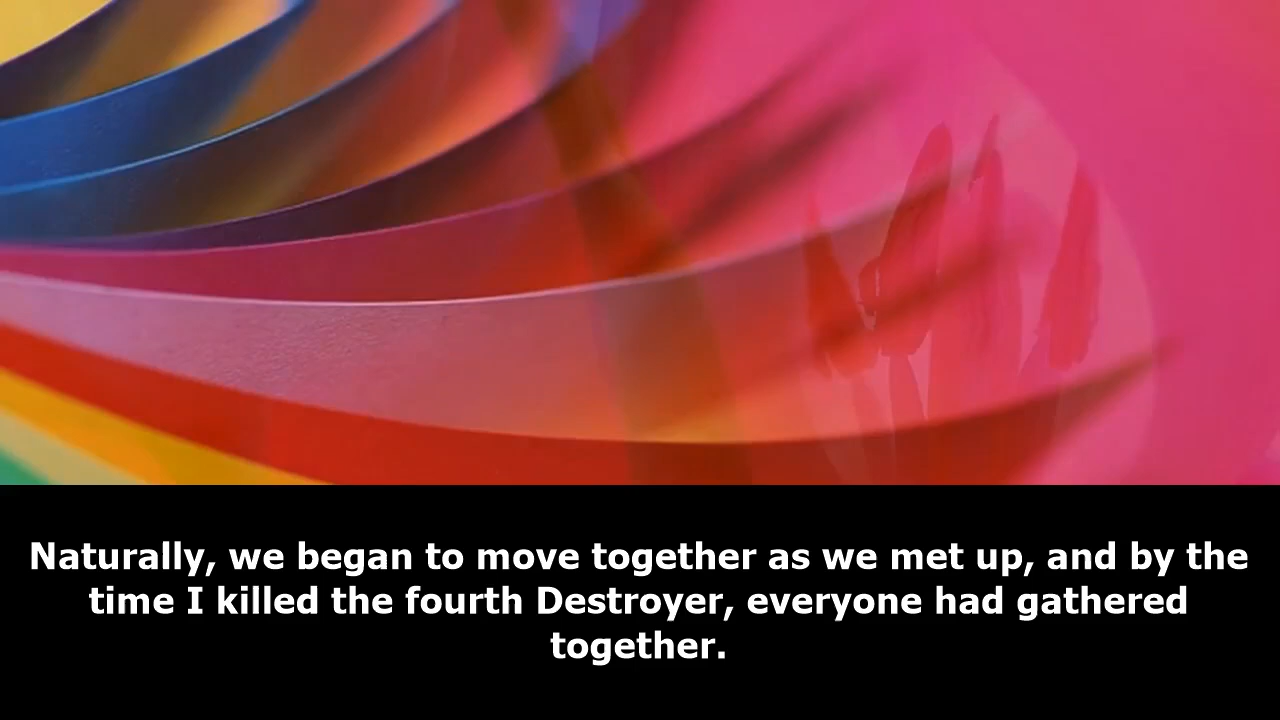 Naturally, we began to move together as we met up, and by the
time I killed the fourth Destroyer, everyone had gathered
together.